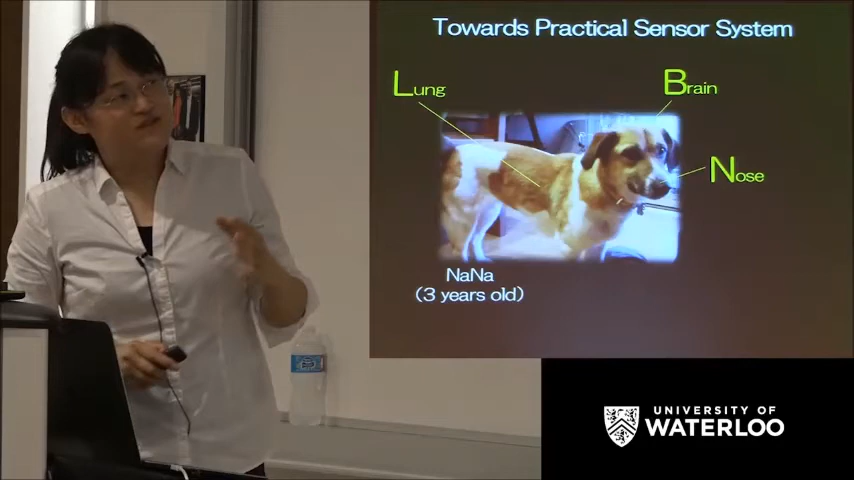 Towards Practical Sensor System
Lung
Brain
Nose
NaNa
(3 years old)
UNIVERSITY OF
WATERLOO